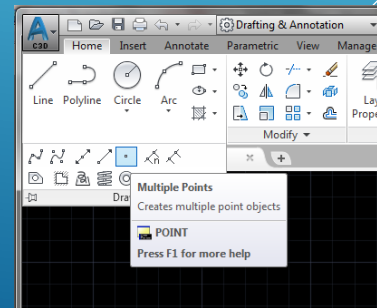 Drafting & Annotation
C3D
Home Insert Annotate Parametric View Manage
Line Polyline Circle Arc
Modify
Multiple Points
Creates multiple point objects
POINT
Press F1 for more help